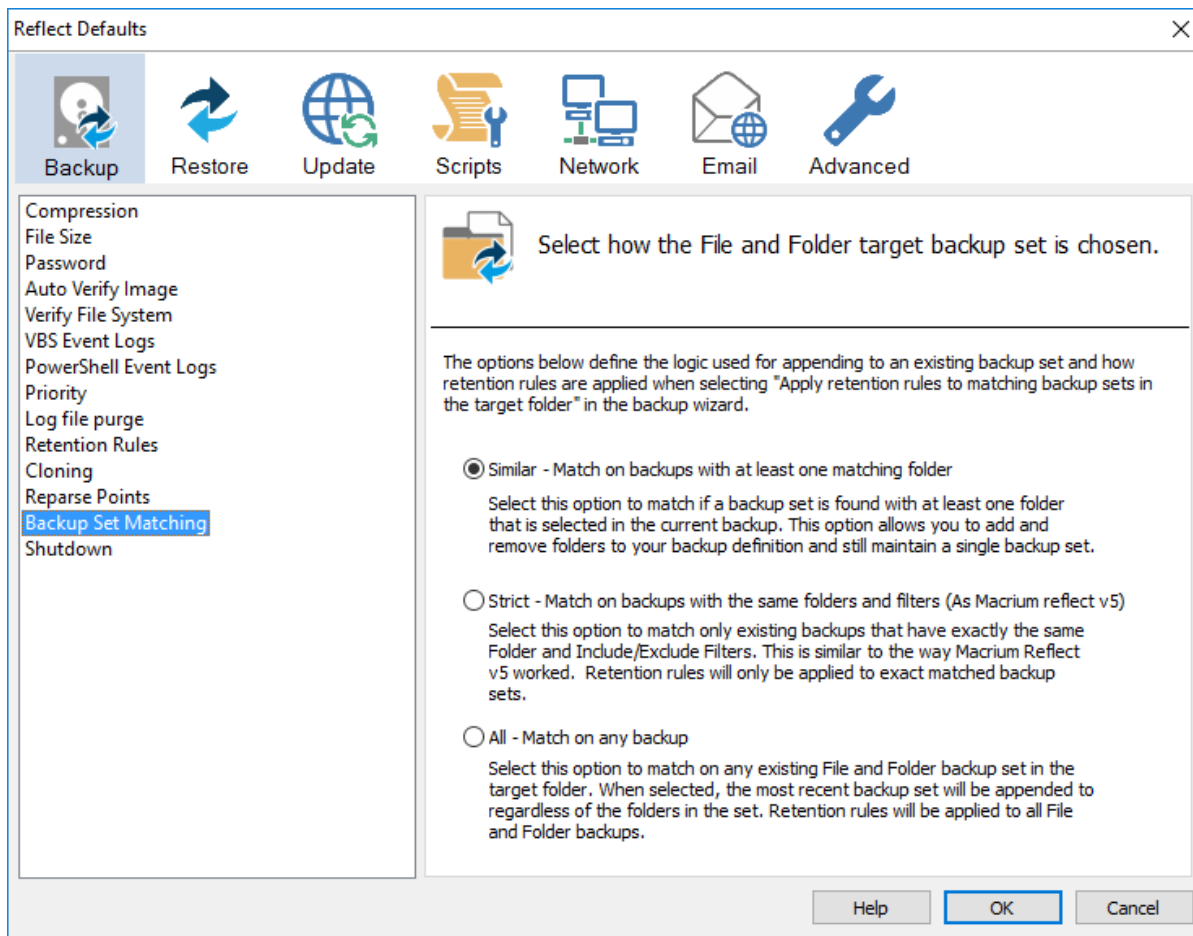 Reflect Defaults
Backup
Restore
Update
Scripts
Network
Email
Advanced
Compression
File Size
Password
Auto Verify Image
Verify File System
VBS Event Logs
PowerShell Event Logs
Priority
Log file purge
Retention Rules
Cloning
Reparse Points
Backup Set Matching
Shutdown
Select how the File and Folder target backup set is chosen.
The options below define the logic used for appending to an existing backup set and how
retention rules are applied when selecting "Apply retention rules to matching backup sets in
the target folder" in the backup wizard.
Similar - Match on backups with at least one matching folder
Select this option to match if a backup set is found with at least one folder
that is selected in the current backup. This option allows you to add and
remove folders to your backup definition and still maintain a single backup set.
Strict - Match on backups with the same folders and filters (As Macrium reflect v5)
Select this option to match only existing backups that have exactly the same
Folder and Include/Exclude Filters. This is similar to the way Macrium Reflect
v5 worked.  Retention rules will only be applied to exact matched backup
sets.
All - Match on any backup
Select this option to match on any existing File and Folder backup set in the
target folder. When selected, the most recent backup set will be appended to
regardless of the folders in the set. Retention rules will be applied to all File
and Folder backups.
Help
OK
Cancel